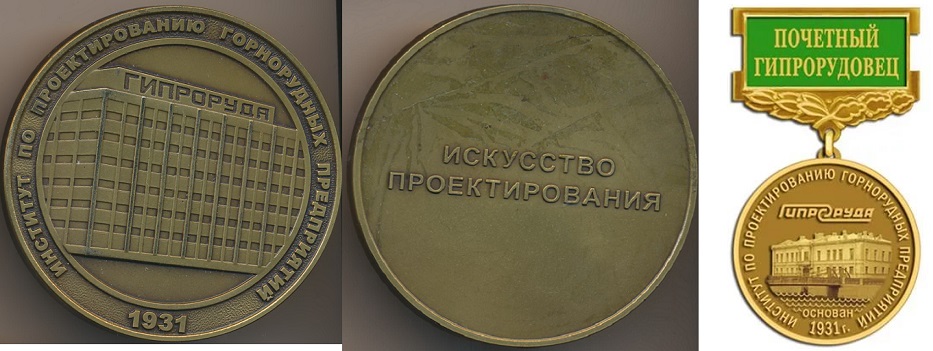 ИНСТИТУТ ПО ПРОЕКТИРОВАНИЮ ГОРНОРУДНЫХ ПРЕДПРИЯТИЙ
ГИПРОРУДА
1931
ИСКУССТВО
ПРОЕКТИРОВАНИЯ
ПОЧЕТНЫЙ
ГИПРОРУДОВЕЦ
ИНСТИТУТ ПО ПРОЕКТИРОВАНИЮ ГОРНОРУДНЫХ ПРЕДПРИЯТИЙ
ГИПРОРУДА
ОСНОВАН
1931 г.